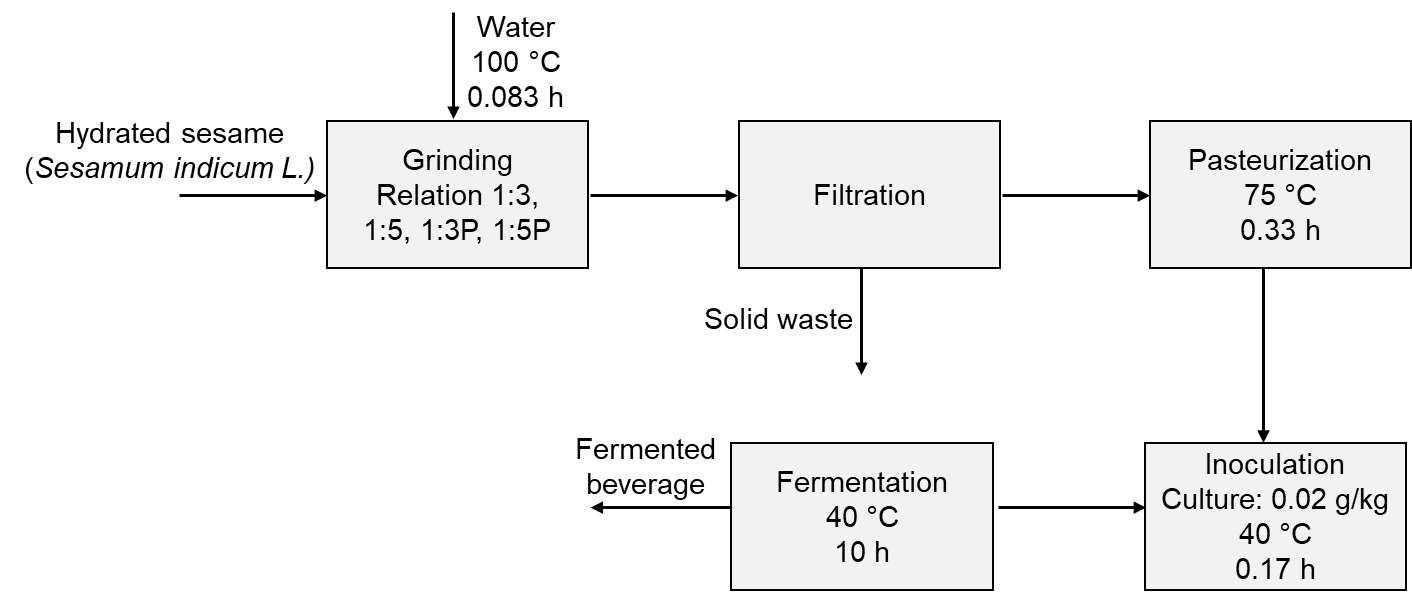 Water
100 °C
0.083 h
Hydrated sesame
(Sesamum indicum L.)
Grinding
Relation 1:3,
1:5, 1:3P, 1:5P
Filtration
Pasteurization
75 °C
0.33 h
Solid waste
Fermented
beverage
Fermentation
40 °C
10 h
Inoculation
Culture: 0.02 g/kg
40 °C
0.17 h